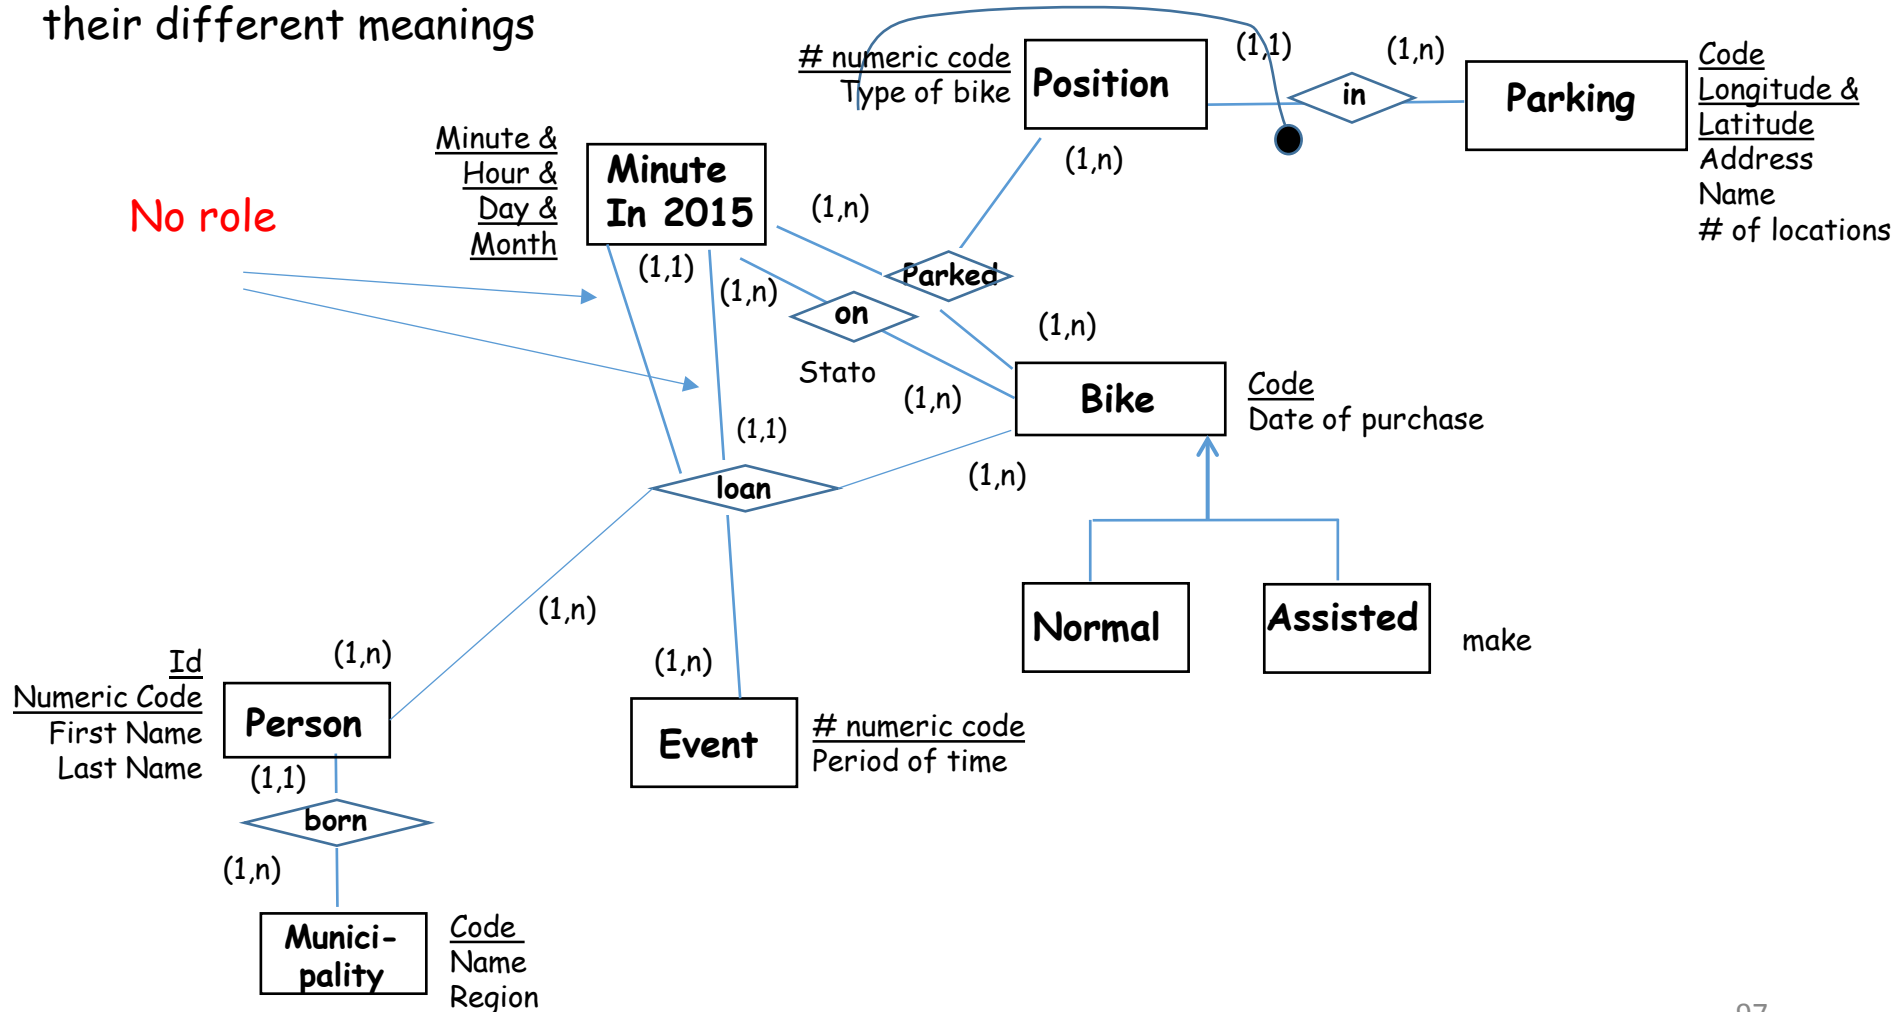 their different meanings
# numeric code
Type of bike
Position
(1,1)
in
(1,n)
Parking
Code
Longitude &
Latitude
Address
Name
# of locations
(1,n)
Minute &
Hour &
Day &
Month
Minute
In 2015
No role
(1,n)
Parked
(1,1)
(1,n)
on
Stato
(1,n)
(1,n)
Bike
Code
Date of purchase
(1,1)
loan
(1,n)
Normal
Assisted
make
(1,n)
(1,n)
(1,n)
Id
Numeric Code
First Name
Last Name
Person
Event
# numeric code
Period of time
(1,1)
born
(1,n)
Munici-
pality
Code
Name
Region
97